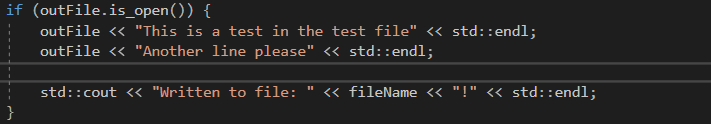 if (outFile.is_open()) {
outFile << "This is a test in the test file" << std::endl;
outFile << "Another line please" << std::endl;
std::cout << "Written to file: " << fileName << "!" << std::endl;
}